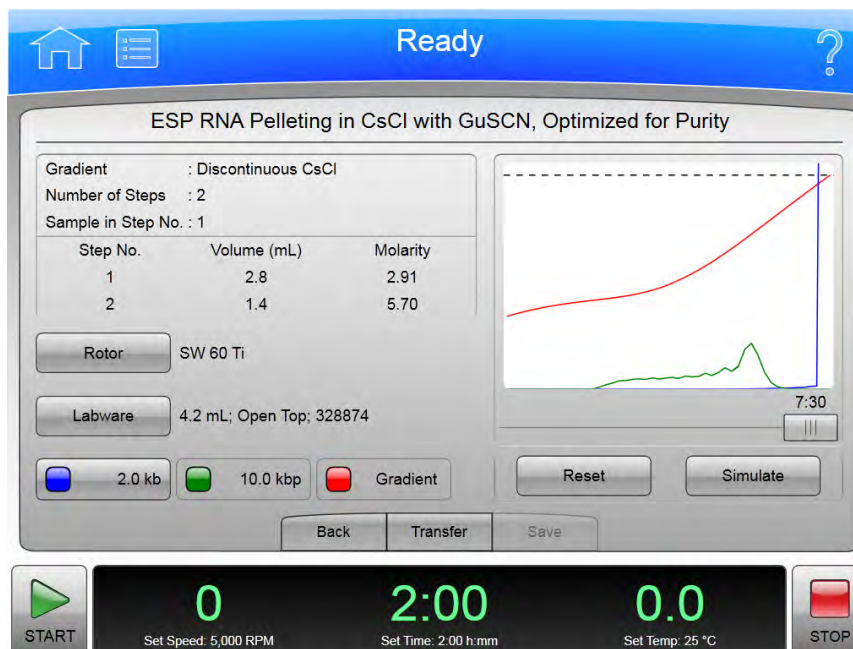 Ready
ESP RNA Pelleting in CsCl with GuSCN, Optimized for Purity
Gradient : Discontinuous CsCl
Number of Steps : 2
Sample in Step No. : 1
Step No. Volume (mL) Molarity
1 2.8 2.91
2 1.4 5.70
Rotor SW 60 Ti
Labware 4.2 mL; Open Top; 328874
7:30
2.0 kb 10.0 kbp Gradient
Reset Simulate
Back Transfer Save
START
0 2:00 0.0
Set Speed: 5,000 RPM Set Time: 2:00 h:mm Set Temp: 25 °C
STOP